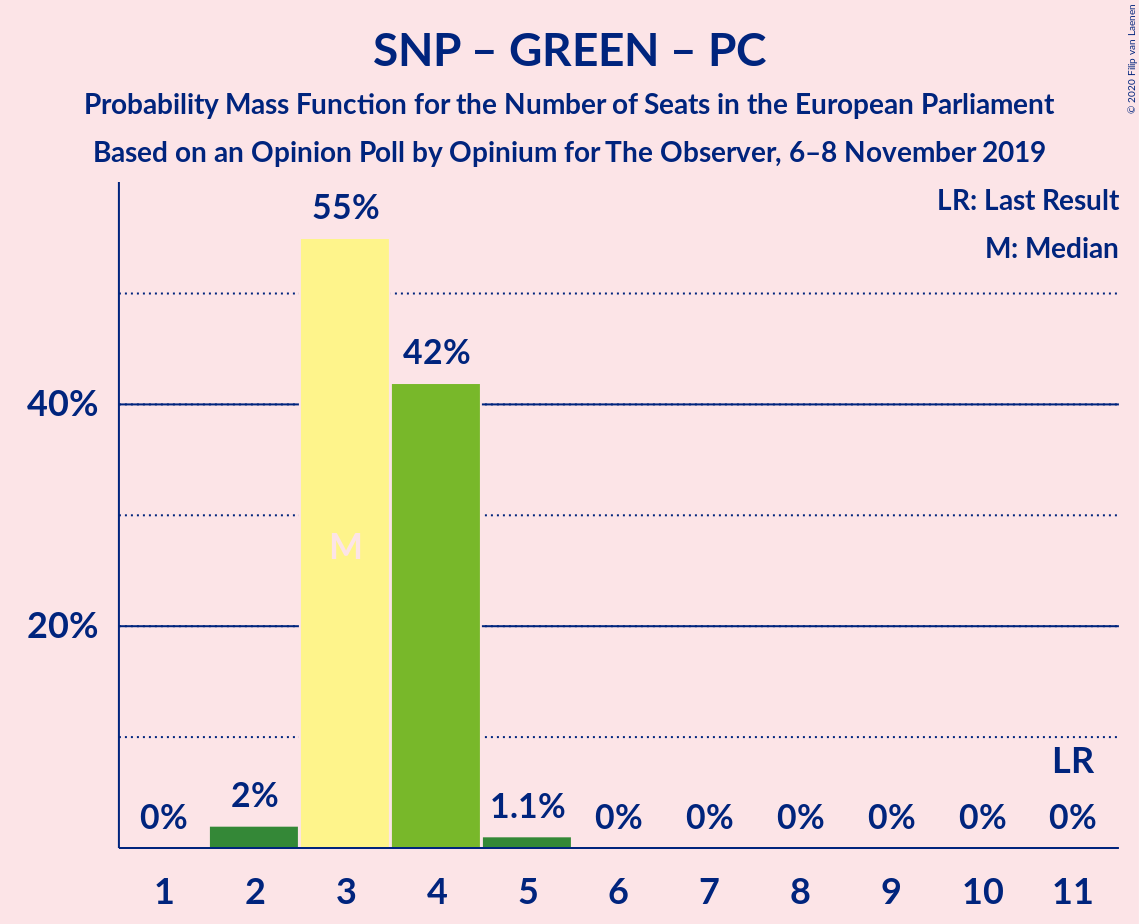 SNP – GREEN – PC
Probability Mass Function for the Number of Seats in the European Parliament
Based on an Opinion Poll by Opinium for The Observer, 6–8 November 2019
© 2020 Filip van Laenen
LR: Last Result
M: Median
55%
42%
40%
M
20%
LR
2%
1.1%
0%
0%
0%
0%
0%
0%
0%
1 2 3 4 5 6 7 8 9 10 11